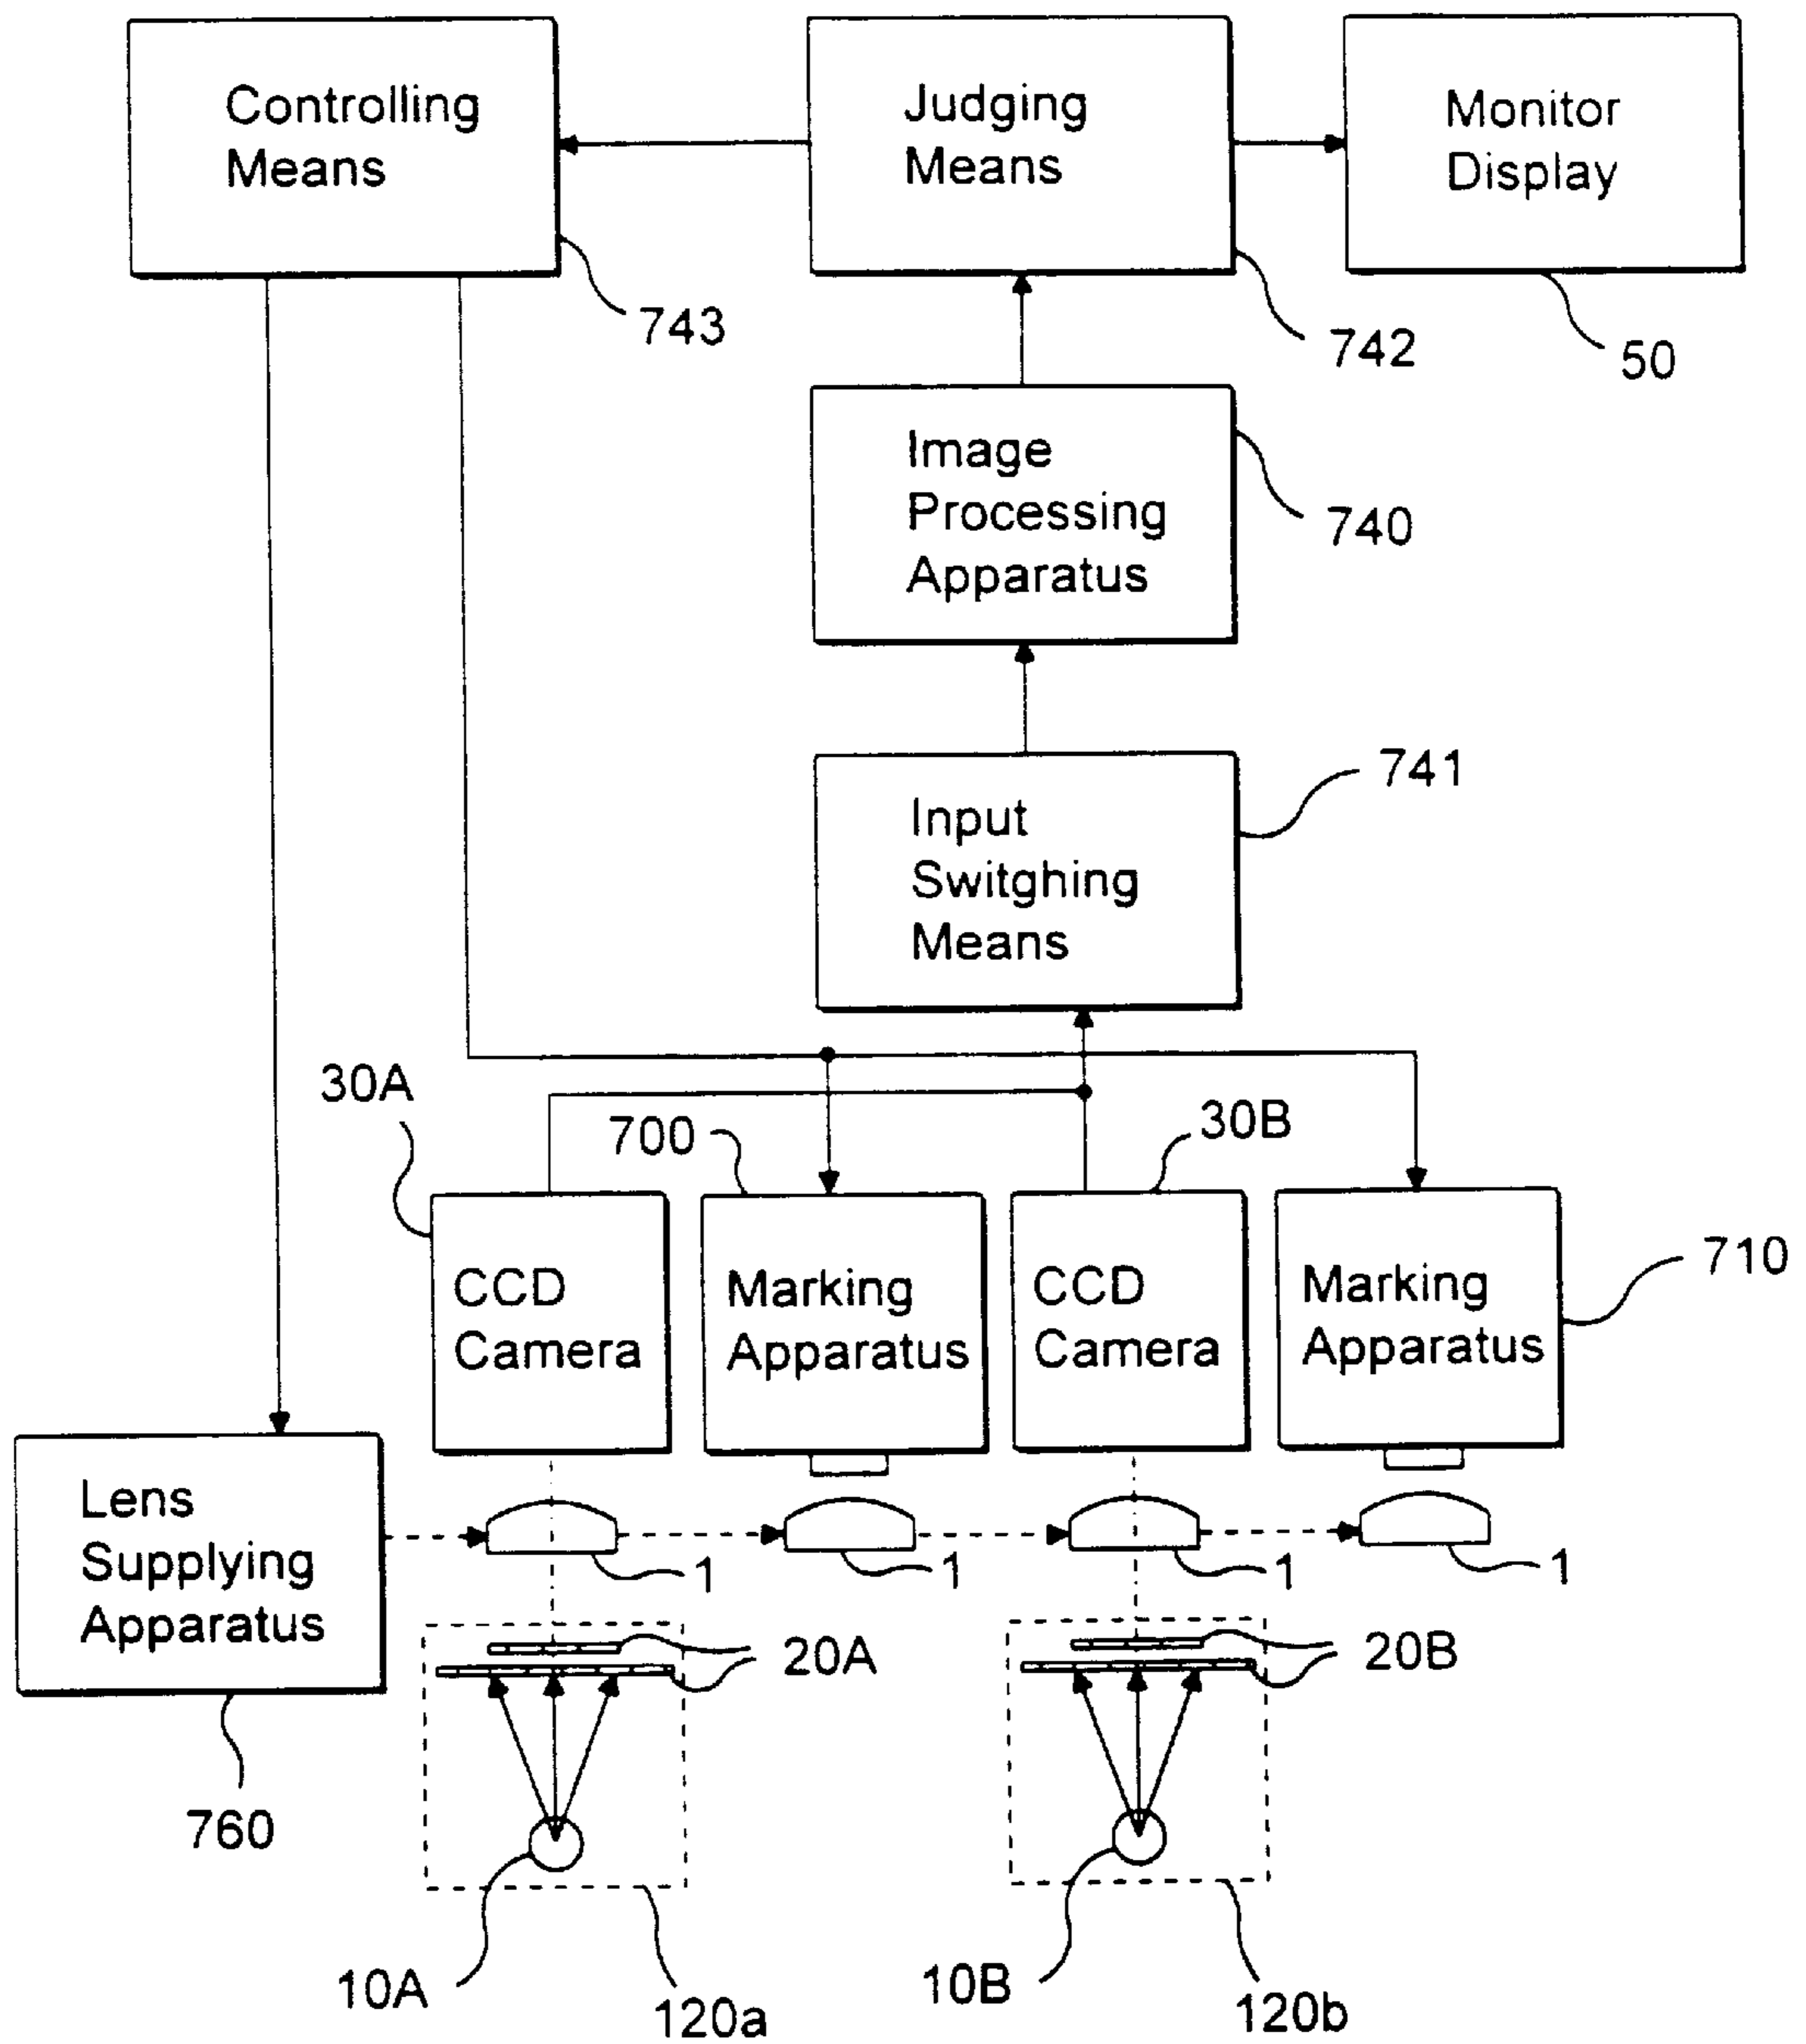 Controlling
Means
Judging
Means
Monitor
Display
743
742
50
Image
Processing
Apparatus
740
Input
Switghing
Means
741
30A
700
30B
CCD
Camera
Marking
Apparatus
CCD
Camera
Marking
Apparatus
710
Lens
Supplying
Apparatus
1
1
1
1
20A
20B
760
10A
120a
10B
120b